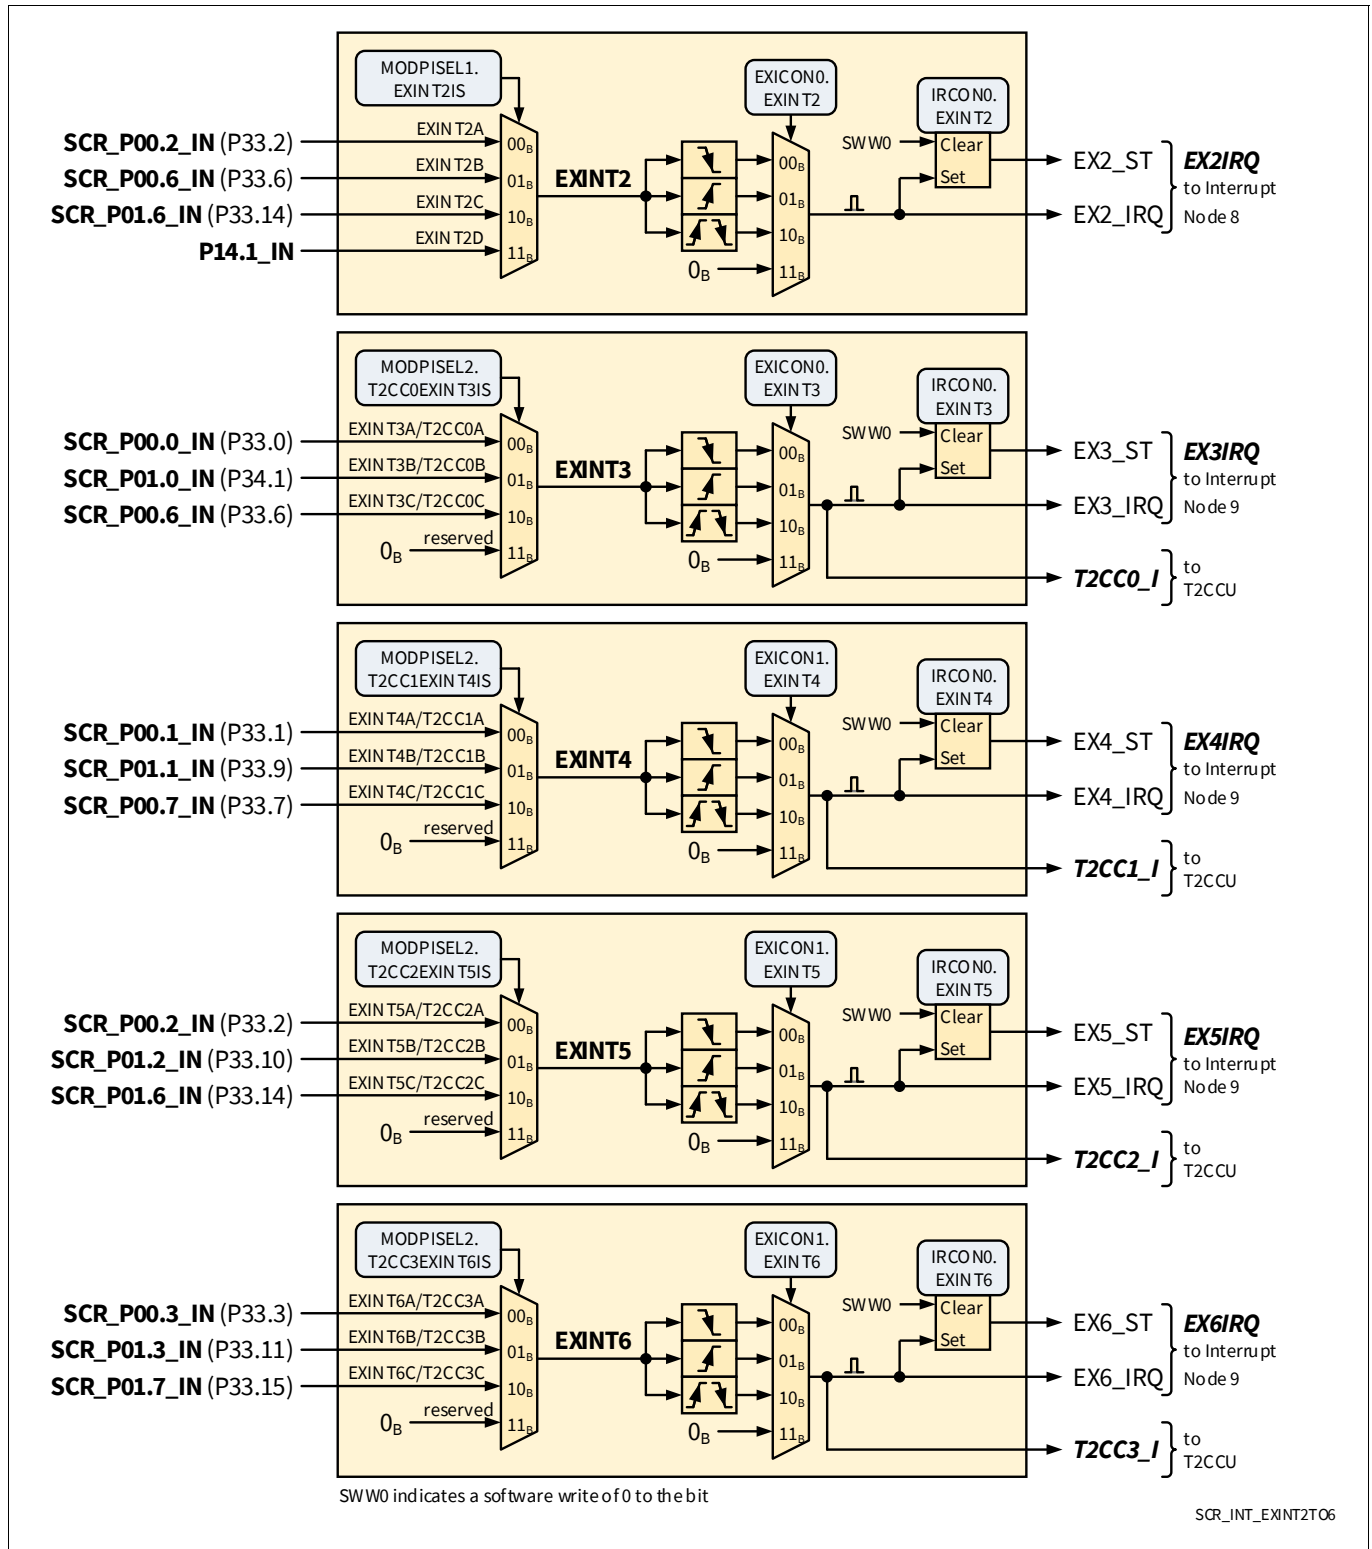 MODPISEL1.
EXINT2IS
EXICON0.
EXINT2
IRCON0.
EXINT2
SCR_P00.2_IN (P33.2)
EXINT2A
00B
SCR_P00.6_IN (P33.6)
EXINT2B
01B
SCR_P01.6_IN (P33.14)
EXINT2C
10B
P14.1_IN
EXINT2D
11B
EXINT2
00B
01B
10B
0B
11B
SWW0
Clear
Set
EX2_ST
EX2_IRQ
EX2IRQ
to Interrupt
Node 8
MODPISEL2.
T2CC0EXINT3IS
EXICON0.
EXINT3
IRCON0.
EXINT3
SCR_P00.0_IN (P33.0)
EXINT3A/T2CC0A
00B
SCR_P01.0_IN (P34.1)
EXINT3B/T2CC0B
01B
SCR_P00.6_IN (P33.6)
EXINT3C/T2CC0C
10B
0B
reserved
11B
EXINT3
00B
01B
10B
0B
11B
SWW0
Clear
Set
EX3_ST
EX3_IRQ
EX3IRQ
to Interrupt
Node 9
T2CC0_I
to
T2CCU
MODPISEL2.
T2CC1EXINT4IS
EXICON1.
EXINT4
IRCON0.
EXINT4
SCR_P00.1_IN (P33.1)
EXINT4A/T2CC1A
00B
SCR_P01.1_IN (P33.9)
EXINT4B/T2CC1B
01B
SCR_P00.7_IN (P33.7)
EXINT4C/T2CC1C
10B
0B
reserved
11B
EXINT4
00B
01B
10B
0B
11B
SWW0
Clear
Set
EX4_ST
EX4_IRQ
EX4IRQ
to Interrupt
Node 9
T2CC1_I
to
T2CCU
MODPISEL2.
T2CC2EXINT5IS
EXICON1.
EXINT5
IRCON0.
EXINT5
SCR_P00.2_IN (P33.2)
EXINT5A/T2CC2A
00B
SCR_P01.2_IN (P33.10)
EXINT5B/T2CC2B
01B
SCR_P01.6_IN (P33.14)
EXINT5C/T2CC2C
10B
0B
reserved
11B
EXINT5
00B
01B
10B
0B
11B
SWW0
Clear
Set
EX5_ST
EX5_IRQ
EX5IRQ
to Interrupt
Node 9
T2CC2_I
to
T2CCU
MODPISEL2.
T2CC3EXINT6IS
EXICON1.
EXINT6
IRCON0.
EXINT6
SCR_P00.3_IN (P33.3)
EXINT6A/T2CC3A
00B
SCR_P01.3_IN (P33.11)
EXINT6B/T2CC3B
01B
SCR_P01.7_IN (P33.15)
EXINT6C/T2CC3C
10B
0B
reserved
11B
EXINT6
00B
01B
10B
0B
11B
SWW0
Clear
Set
EX6_ST
EX6_IRQ
EX6IRQ
to Interrupt
Node 9
T2CC3_I
to
T2CCU
SWW0 indicates a software write of 0 to the bit
SCR_INT_EXINT2TO6